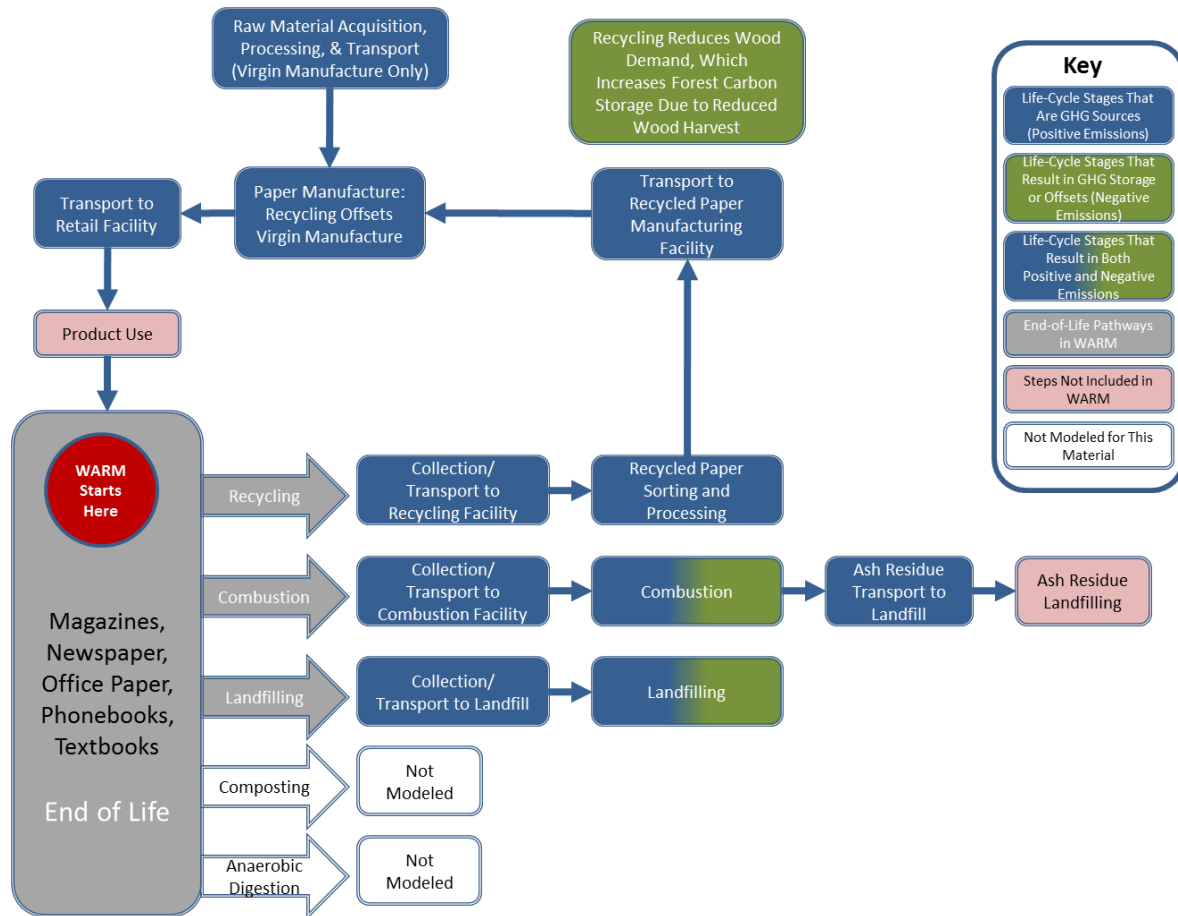 Raw Material Acquisition,
Processing, & Transport
(Virgin Manufacture Only)
Recycling Reduces Wood
Demand, Which
Increases Forest Carbon
Storage Due to Reduced
Wood Harvest
Key
Life-Cycle Stages That
Are GHG Sources
(Positive Emissions)
Life-Cycle Stages That
Result in GHG Storage
or Offsets (Negative
Emissions)
Life-Cycle Stages That
Result in Both
Positive and Negative
Emissions
End-of-Life Pathways
in WARM
Steps Not Included in
WARM
Not Modeled for This
Material
Transport to
Retail Facility
Paper Manufacture:
Recycling Offsets
Virgin Manufacture
Transport to
Recycled Paper
Manufacturing
Facility
Product Use
WARM
Starts
Here
Magazines,
Newspaper,
Office Paper,
Phonebooks,
Textbooks
End of Life
Recycling
Collection/
Transport to
Recycling Facility
Recycled Paper
Sorting and
Processing
Combustion
Collection/
Transport to
Combustion Facility
Combustion
Ash Residue
Transport to
Landfill
Ash Residue
Landfilling
Landfilling
Collection/
Transport to Landfill
Landfilling
Composting
Not
Modeled
Anaerobic
Digestion
Not
Modeled